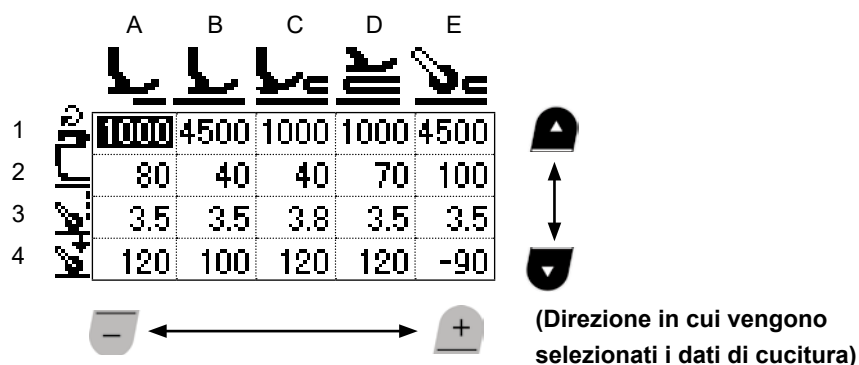 A B C D E
1 1000 4500 1000 1000 4500
2 80 40 40 70 100
3 3.5 3.5 3.8 3.5 3.5
4 120 100 120 120 -90
− +
(Direzione in cui vengono
selezionati i dati di cucitura)